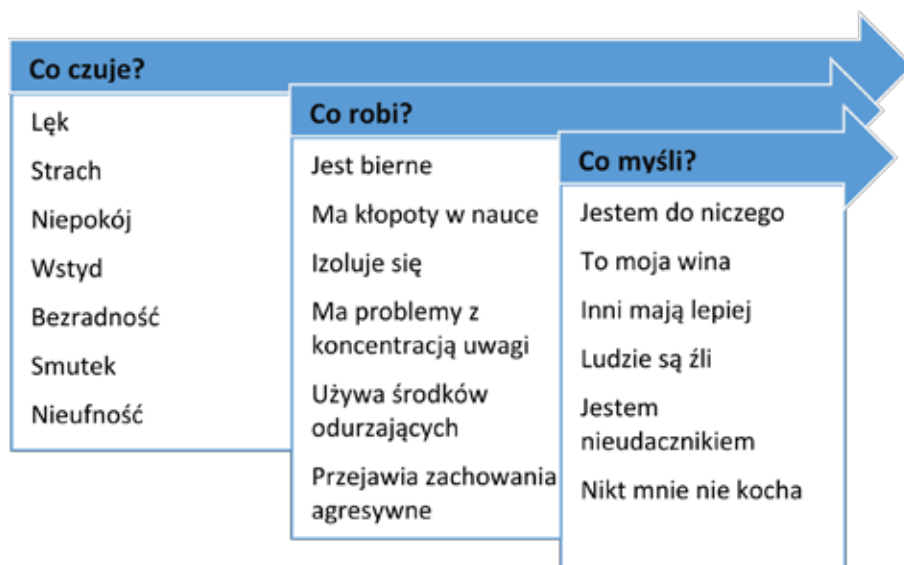 Co czuje?
Lęk
Strach
Niepokój
Wstyd
Bezradność
Smutek
Nieufność
Co robi?
Jest bierne
Ma kłopoty w nauce
Izoluje się
Ma problemy z
koncentracją uwagi
Używa środków
odurzających
Przejawia zachowania
agresywne
Co myśli?
Jestem do niczego
To moja wina
Inni mają lepiej
Ludzie są źli
Jestem
nieudacznikiem
Nikt mnie nie kocha